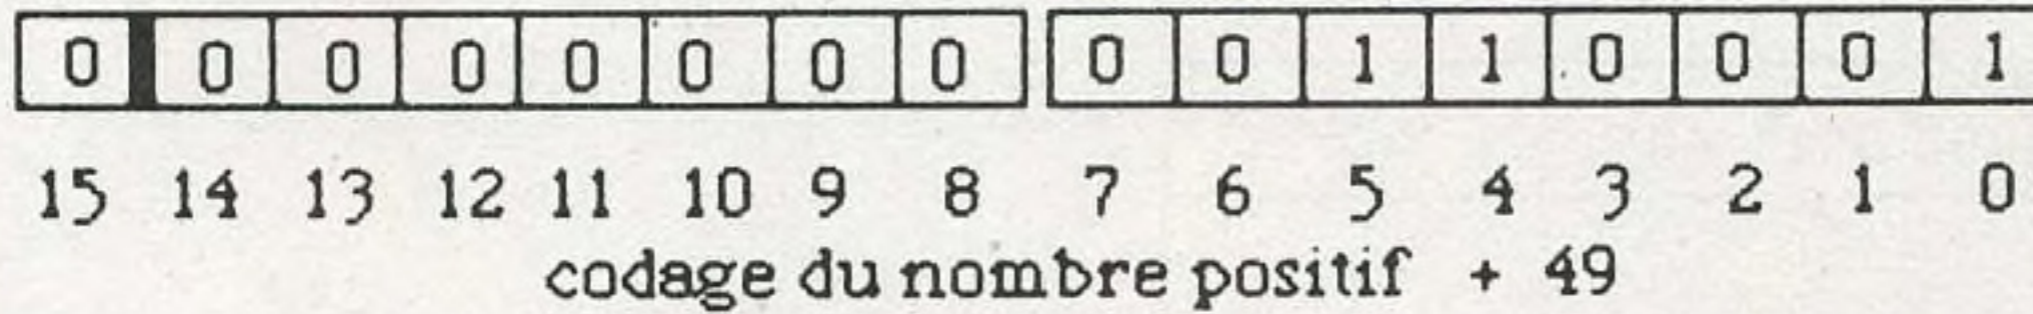 0 0 0 0 0 0 0 0 0 0 1 1 0 0 0 1
15 14 13 12 11 10 9 8 7 6 5 4 3 2 1 0
codage du nombre positif + 49